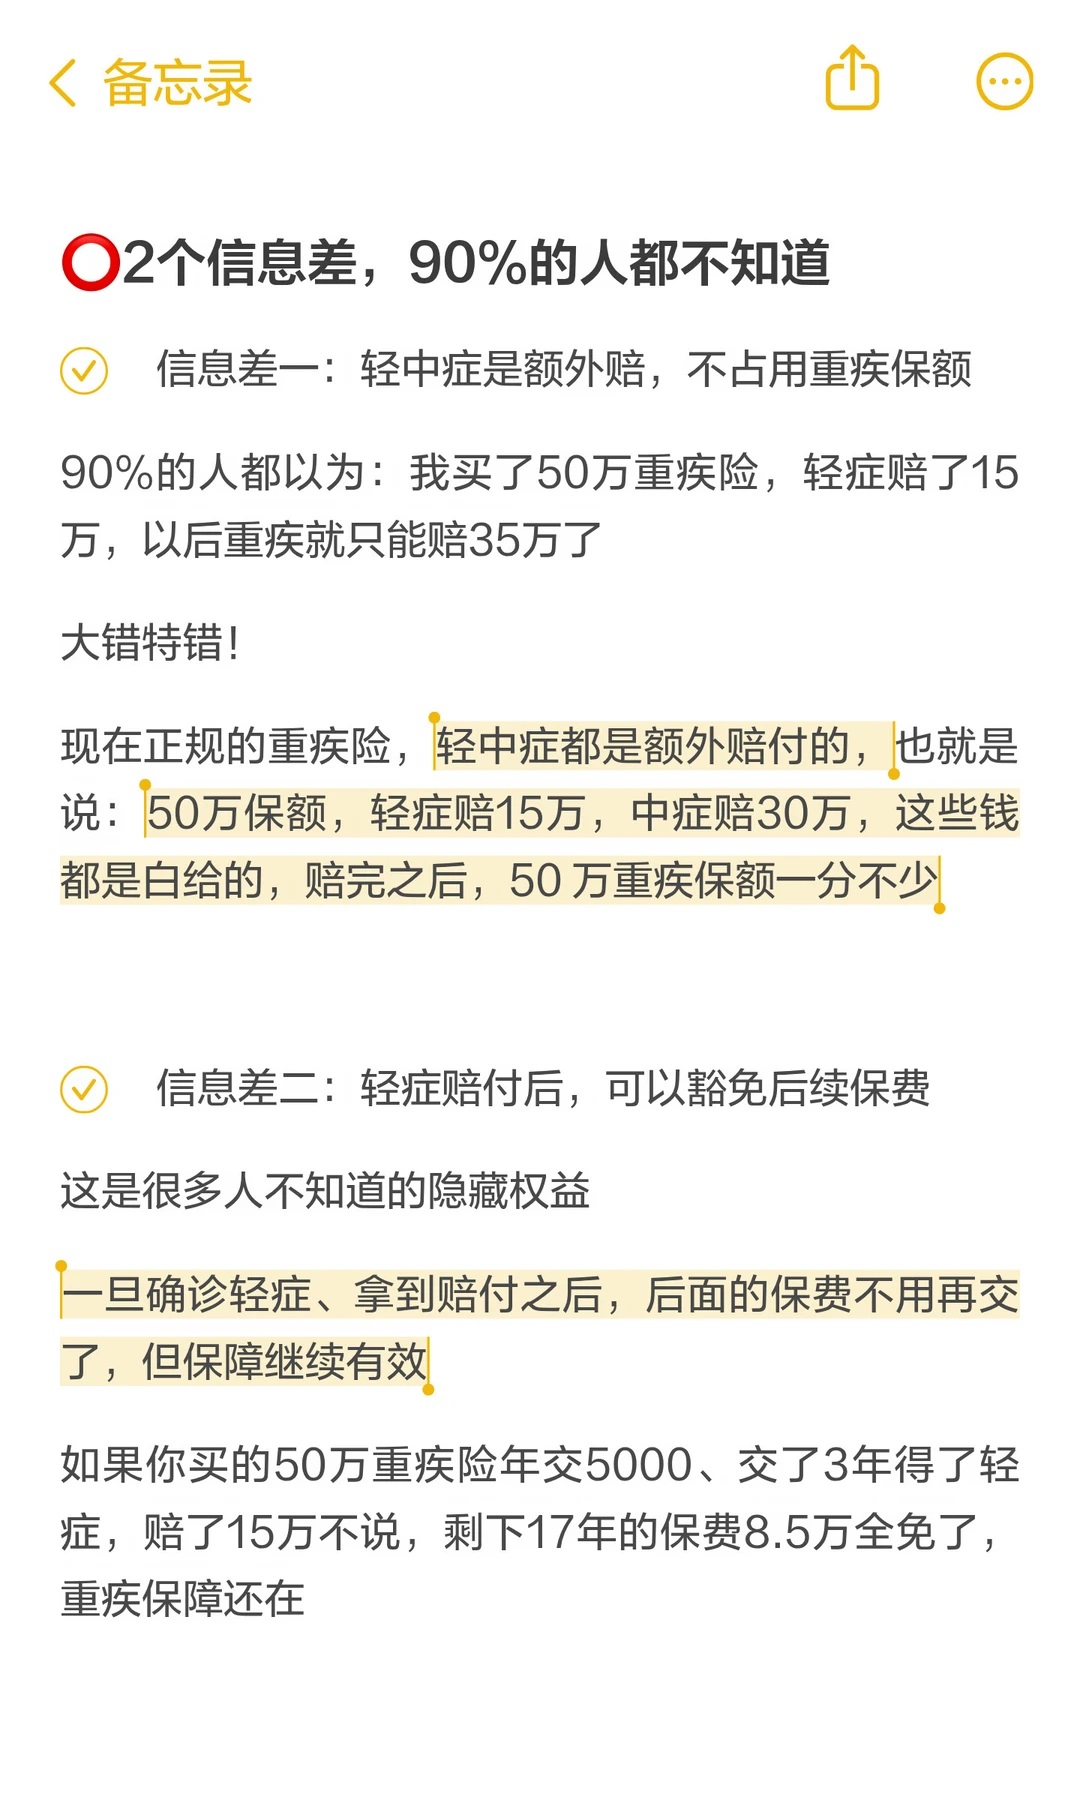 备忘录
⭕2个信息差，90%的人都不知道
信息差一：轻中症是额外赔，不占用重疾保额
90%的人都以为：我买了50万重疾险，轻症赔了15
万，以后重疾就只能赔35万了
大错特错！
现在正规的重疾险，轻中症都是额外赔付的，也就是
说：50万保额，轻症赔15万，中症赔30万，这些钱
都是白给的，赔完之后，50 万重疾保额一分不少
信息差二：轻症赔付后，可以豁免后续保费
这是很多人不知道的隐藏权益
一旦确诊轻症、拿到赔付之后，后面的保费不用再交
了，但保障继续有效
如果你买的50万重疾险年交5000、交了3年得了轻
症，赔了15万不说，剩下17年的保费8.5万全免了，
重疾保障还在